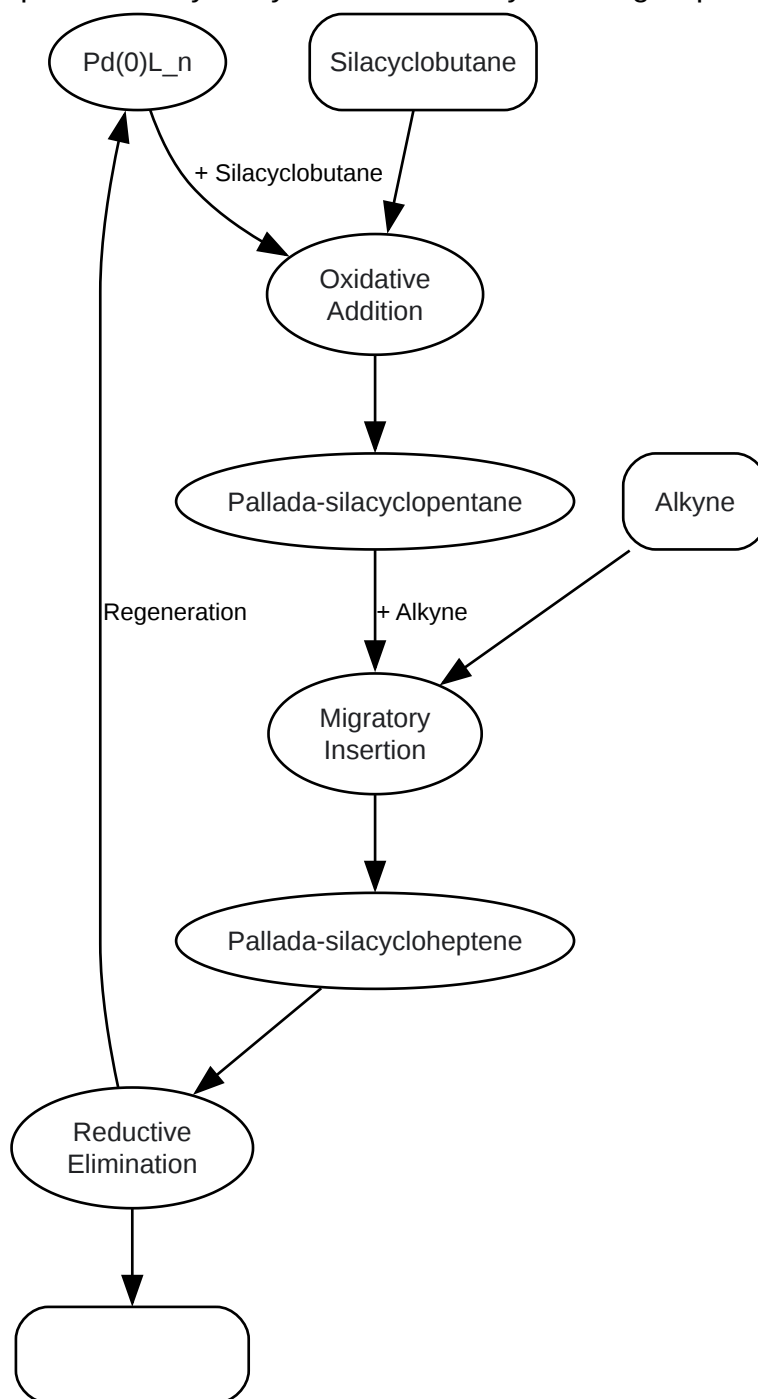 Pd(0)L_n
Silacyclobutane
+ Silacyclobutane
Oxidative
Addition
Pallada-silacyclopentane
Alkyne
Regeneration
+ Alkyne
Migratory
Insertion
Pallada-silacycloheptene
Reductive
Elimination